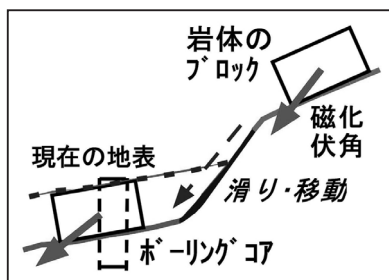 岩体の
ブロック
磁化
伏角
現在の地表
滑り・移動
ボーリングコア